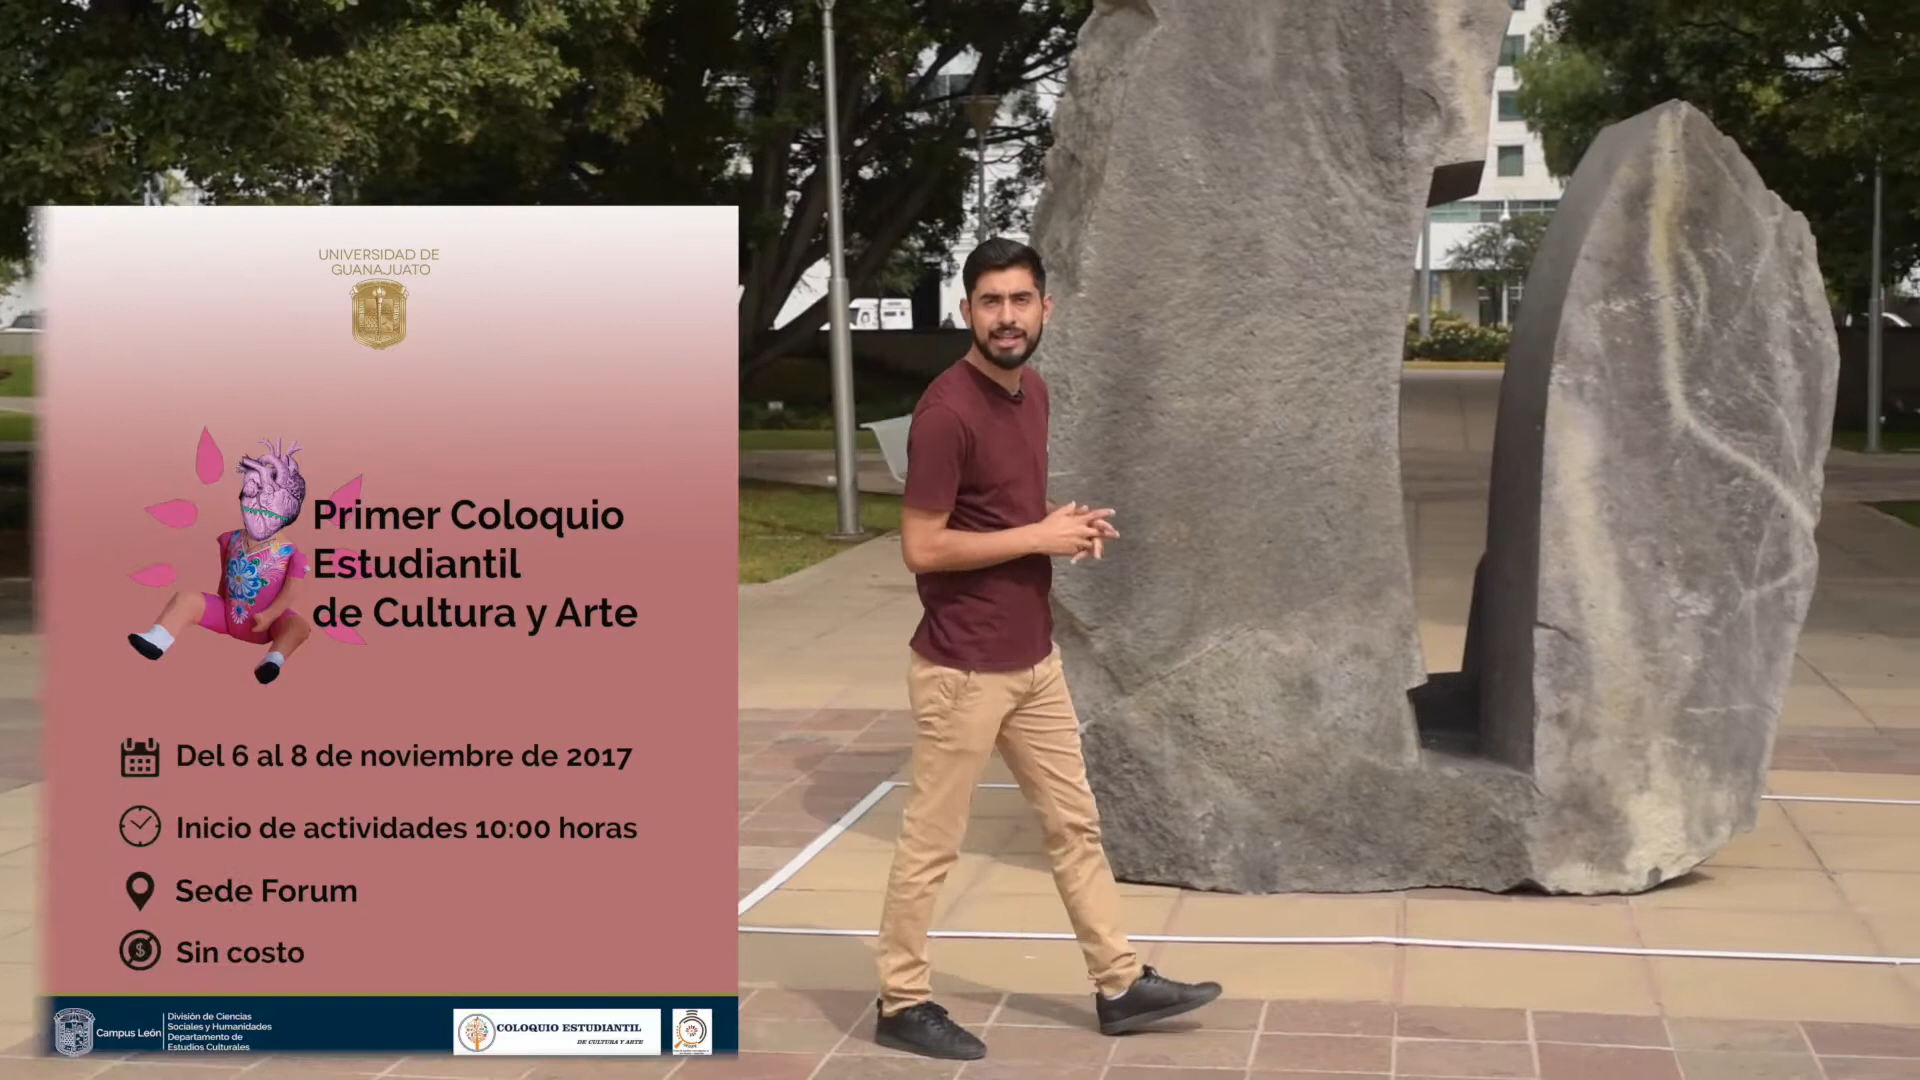 UNIVERSIDAD DE
GUANAJUATO
Primer Coloquio
Estudiantil
de Cultura y Arte
Del 6 al 8 de noviembre de 2017
Inicio de actividades 10:00 horas
Sede Forum
Sin costo
Campus León
División de Ciencias
Sociales y Humanidades
Departamento de
Estudios Culturales
COLOQUIO ESTUDIANTIL
DE CULTURA Y ARTE